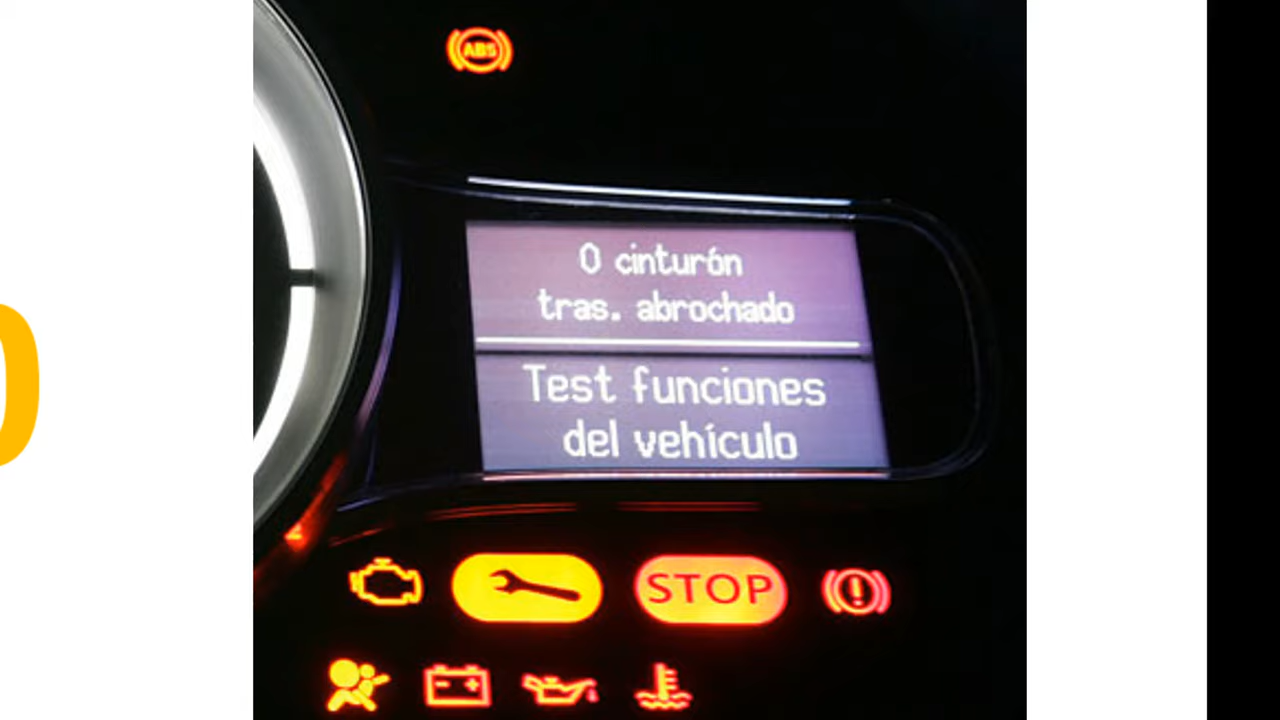 ABS
0 cinturón
tras. abrochado
Test funciones
del vehículo
STOP